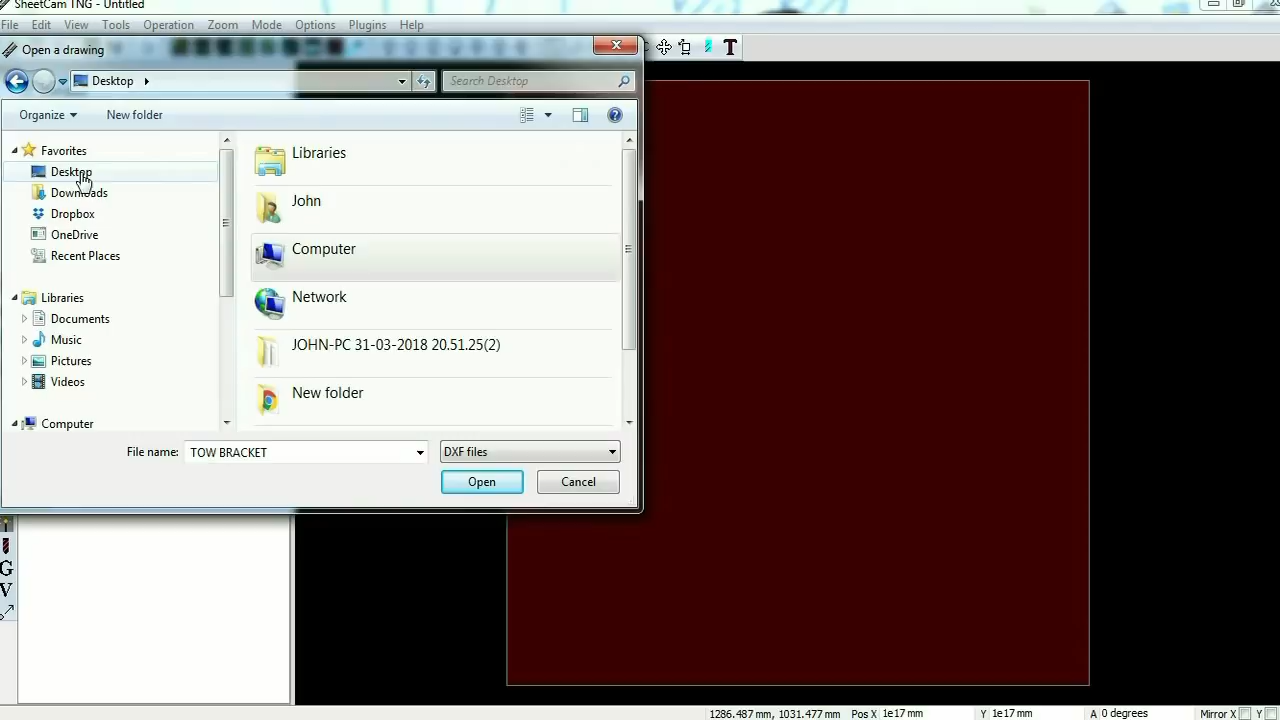 SheetCam TNG - Untitled
File Edit View Tools Operation Zoom Mode Options Plugins Help
Open a drawing
Desktop
Search Desktop
Organize New folder
Favorites
Desktop
Downloads
Dropbox
OneDrive
Recent Places
Libraries
Documents
Music
Pictures
Videos
Computer
Libraries
John
Computer
Network
JOHN-PC 31-03-2018 20.51.25(2)
New folder
File name: TOW BRACKET DXF files
Open Cancel
T
G
V
1286.487 mm, 1031.477 mm Pos X 1e17 mm Y 1e17 mm A 0 degrees Mirror X Y